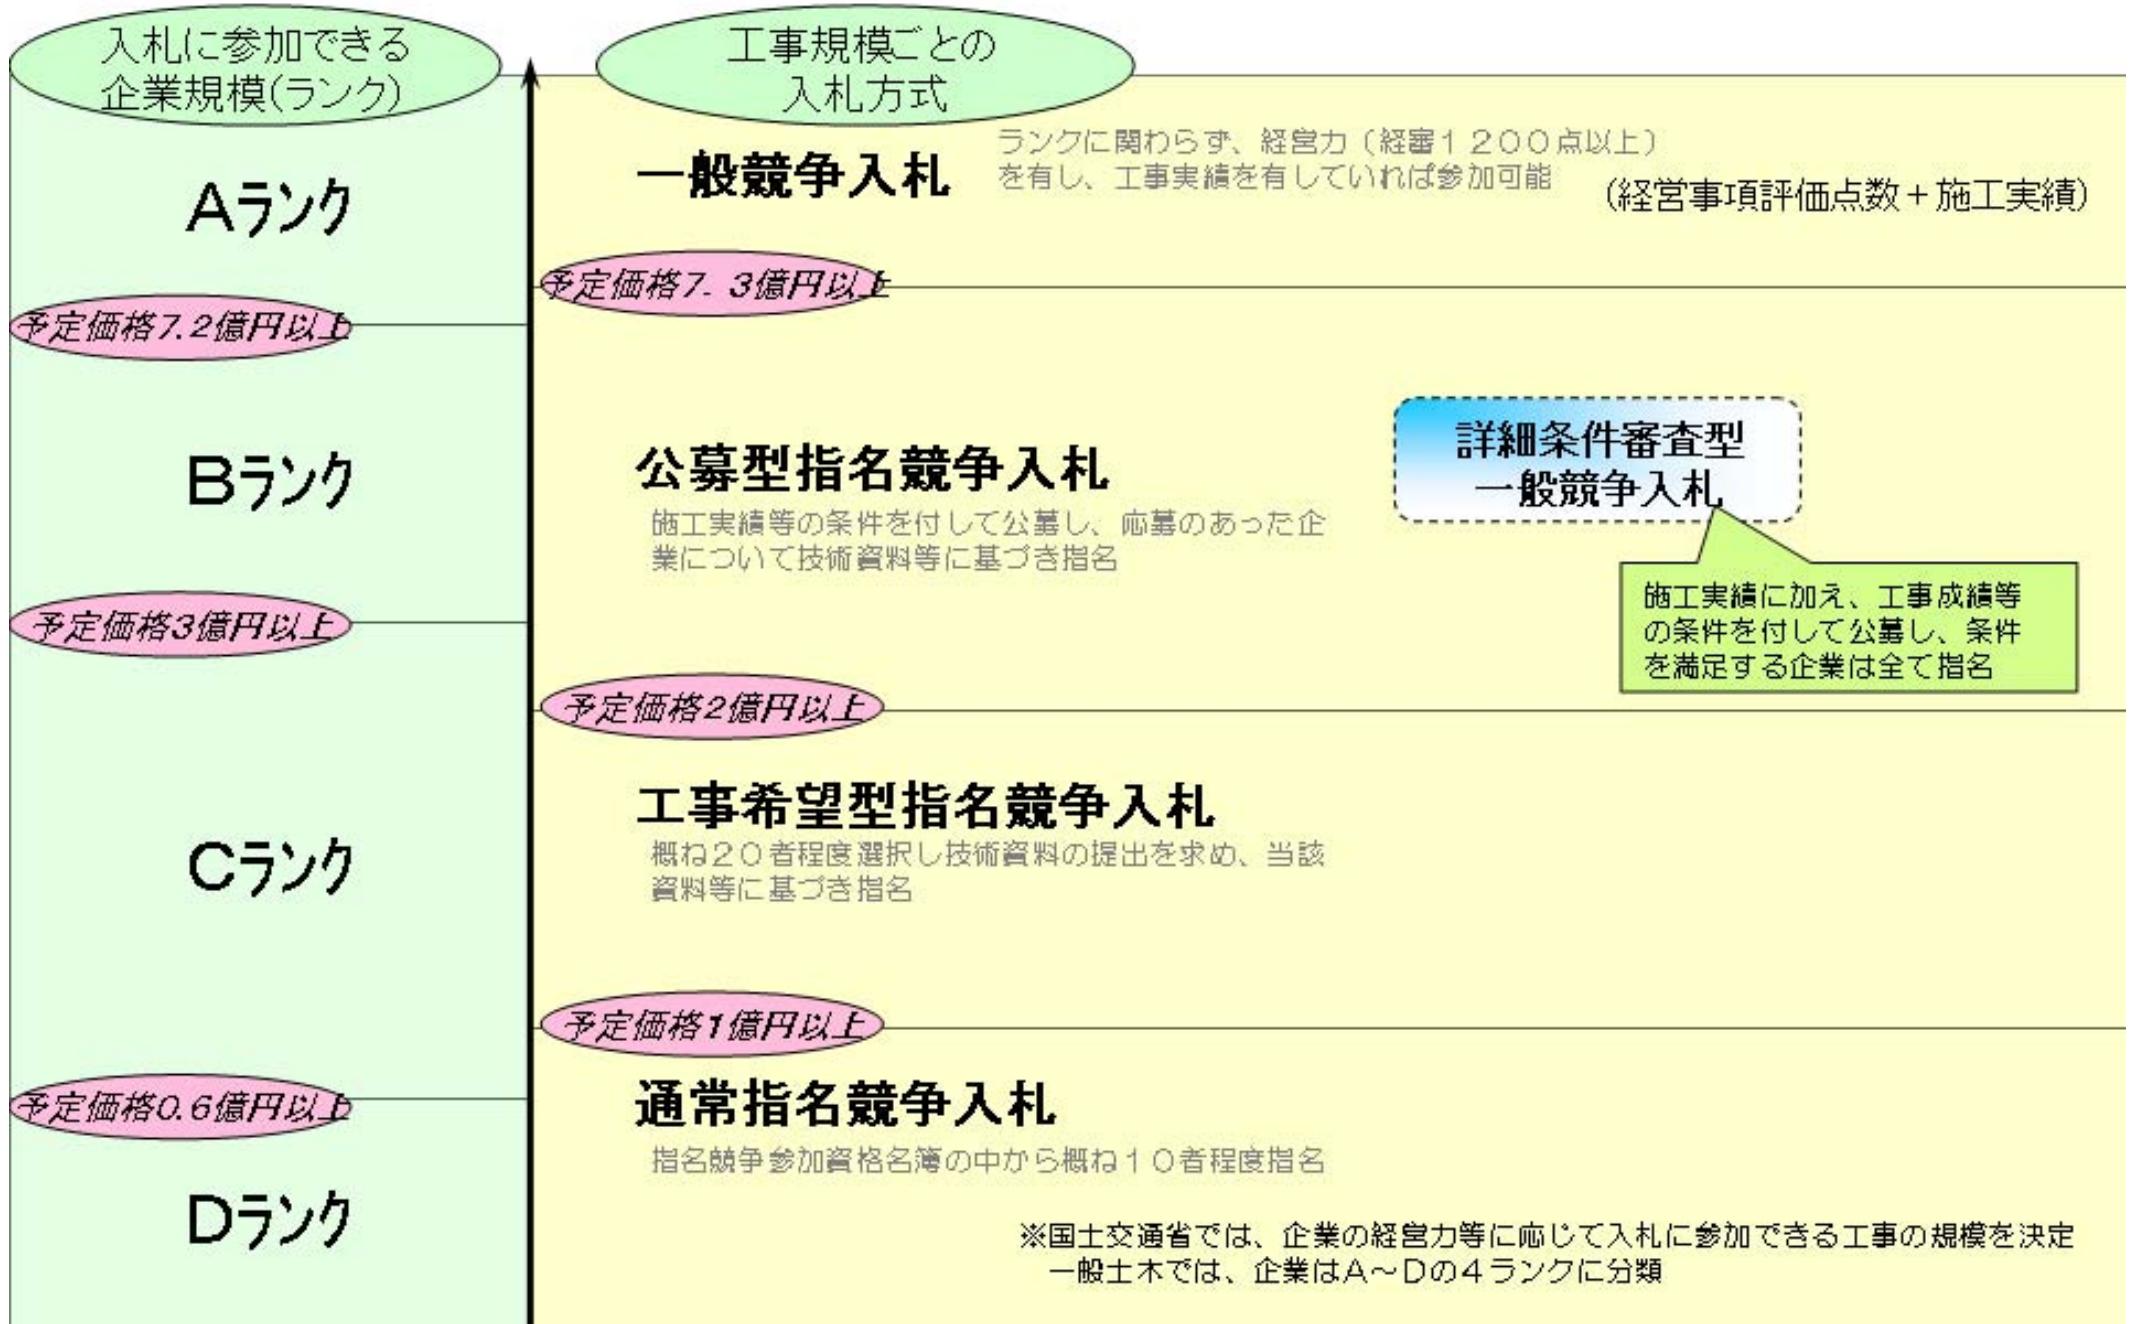 入札に参加できる
企業規模(ランク)
工事規模ごとの
入札方式
Aランク
一般競争入札
ランクに関わらず、経営力（経審１２００点以上）
を有し、工事実績を有していれば参加可能
(経営事項評価点数＋施工実績)
予定価格7.3億円以上
予定価格7.2億円以上
Bランク
公募型指名競争入札
施工実績等の条件を付して公募し、応募のあった企
業について技術資料等に基づき指名
詳細条件審査型
一般競争入札
施工実績に加え、工事成績等
の条件を付して公募し、条件
を満足する企業は全て指名
予定価格3億円以上
予定価格2億円以上
Cランク
工事希望型指名競争入札
概ね２０者程度選択し技術資料の提出を求め、当該
資料等に基づき指名
予定価格1億円以上
予定価格0.6億円以上
通常指名競争入札
指名競争参加資格名簿の中から概ね１０者程度指名
Dランク
※国土交通省では、企業の経営力等に応じて入札に参加できる工事の規模を決定
一般土木では、企業はＡ～Ｄの４ランクに分類